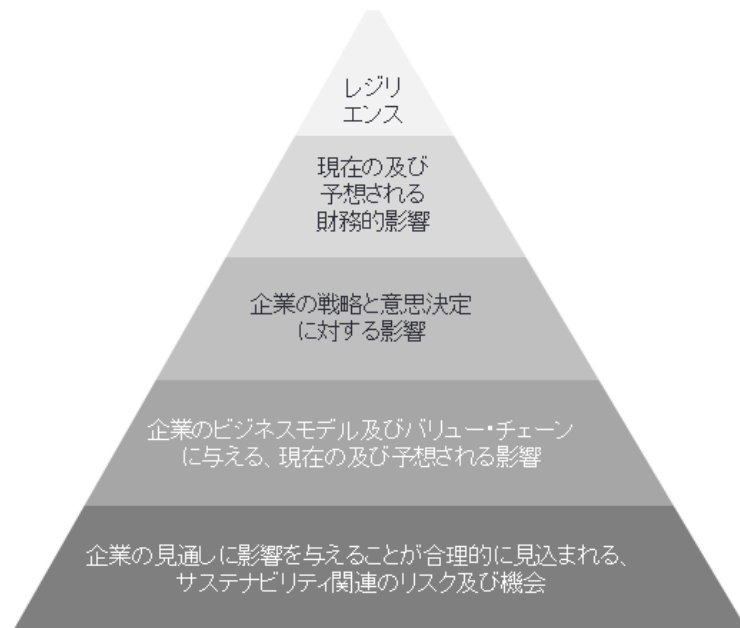 レジリ
エンス
現在の及び
予想される
財務的影響
企業の戦略と意思決定
に対する影響
企業のビジネスモデル及びバリュー・チェーン
に与える、現在の及び予想される影響
企業の見通しに影響を与えることが合理的に見込まれる、
サステナビリティ関連のリスク及び機会